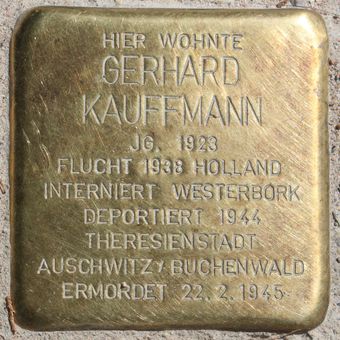 HIER WOHNTE
GERHARD
KAUFFMANN
JG. 1923
FLUCHT 1938 HOLLAND
INTERNIERT WESTERBORK
DEPORTIERT 1944
THERESIENSTADT
AUSCHWITZ, BUCHENWALD
ERMORDET 22.2.1945